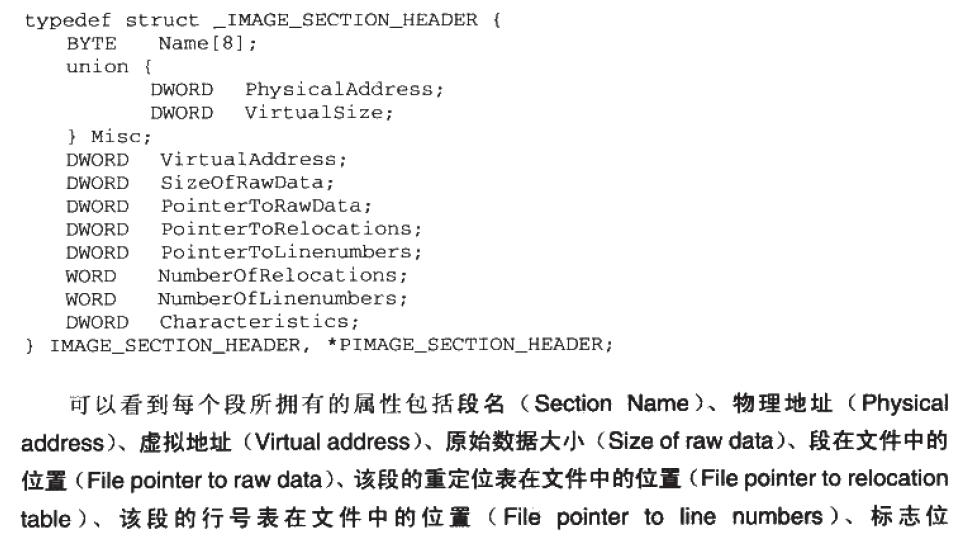 typedef struct _IMAGE_SECTION_HEADER {
BYTE Name[8];
union {
DWORD PhysicalAddress;
DWORD VirtualSize;
} Misc;
DWORD VirtualAddress;
DWORD SizeOfRawData;
DWORD PointerToRawData;
DWORD PointerToRelocations;
DWORD PointerToLinenumbers;
WORD NumberOfRelocations;
WORD NumberOfLinenumbers;
DWORD Characteristics;
} IMAGE_SECTION_HEADER, *PIMAGE_SECTION_HEADER;
可以看到每个段所拥有的属性包括段名（Section Name）、物理地址（Physical
address）、虚拟地址（Virtual address）、原始数据大小（Size of raw data）、段在文件中的
位置（File pointer to raw data）、该段的重定位表在文件中的位置（File pointer to relocation
table）、该段的行号表在文件中的位置（File pointer to line numbers）、标志位